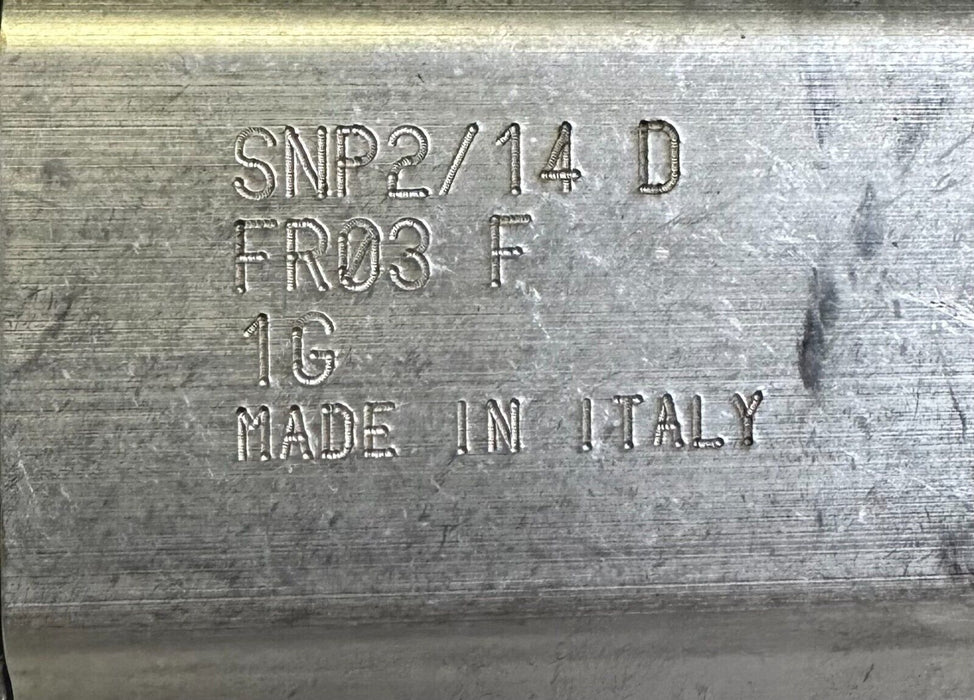 SNP2/14 D
FR03 F
1G
MADE IN ITALY